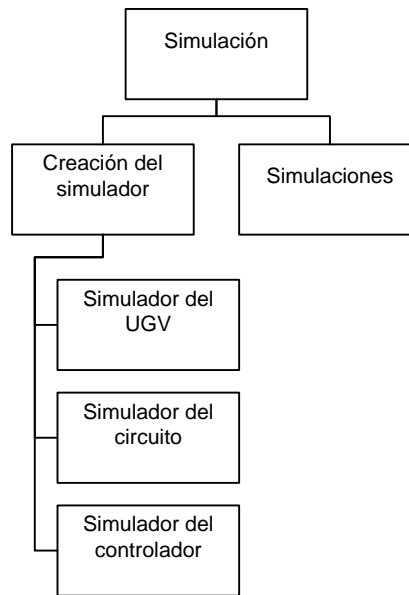 Simulación
Creación del
simulador
Simulaciones
Simulador del
UGV
Simulador del
circuito
Simulador del
controlador